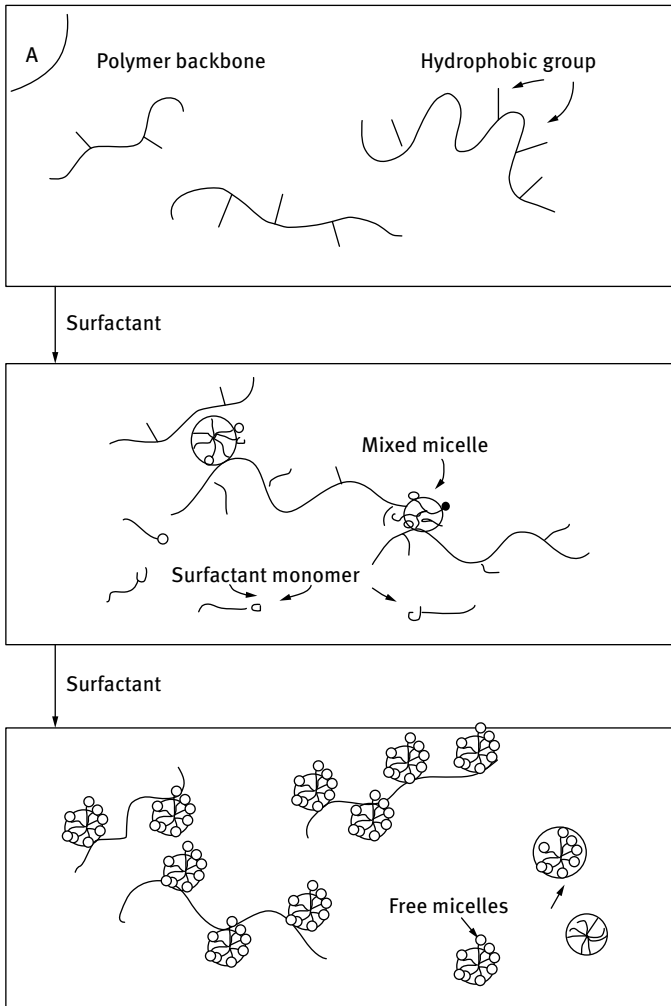 A
Polymer backbone
Hydrophobic group
Surfactant
Mixed micelle
Surfactant monomer
Surfactant
Free micelles